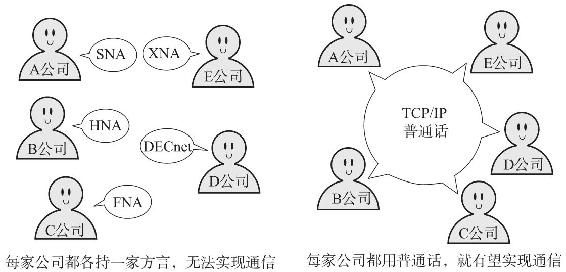 SNA
A公司
XNA
E公司
HNA
B公司
DECnet
D公司
FNA
C公司
每家公司都各持一家方言，无法实现通信
A公司
E公司
TCP/IP
普通话
D公司
B公司
C公司
每家公司都用普通话，就有望实现通信